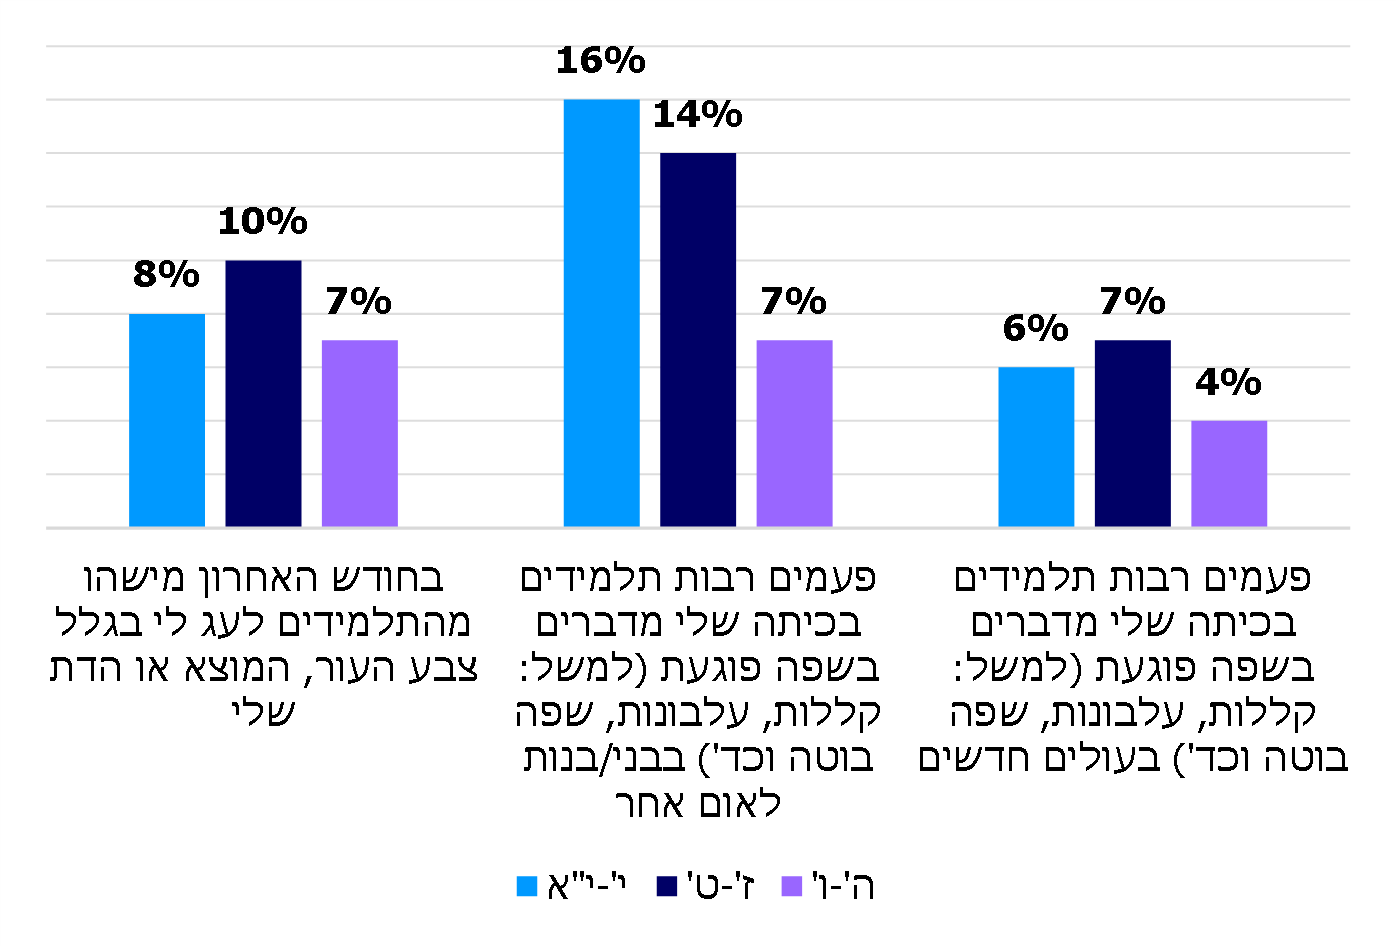 16%
14%
10%
8%
7%
7%
7%
6%
4%
פעמים רבות תלמידים
בכיתה שלי מדברים
בשפה פוגעת (למשל:
קללות, עלבונות, שפה
בוטה וכד') בעולים חדשים
פעמים רבות תלמידים
בכיתה שלי מדברים
בשפה פוגעת (למשל:
קללות, עלבונות, שפה
בוטה וכד') בבני/בנות
לאום אחר
בחודש האחרון מישהו
מהתלמידים לעג לי בגלל
צבע העור, המוצא או הדת
שלי
ה'-ו'
ז'-ט'
י'-י"א